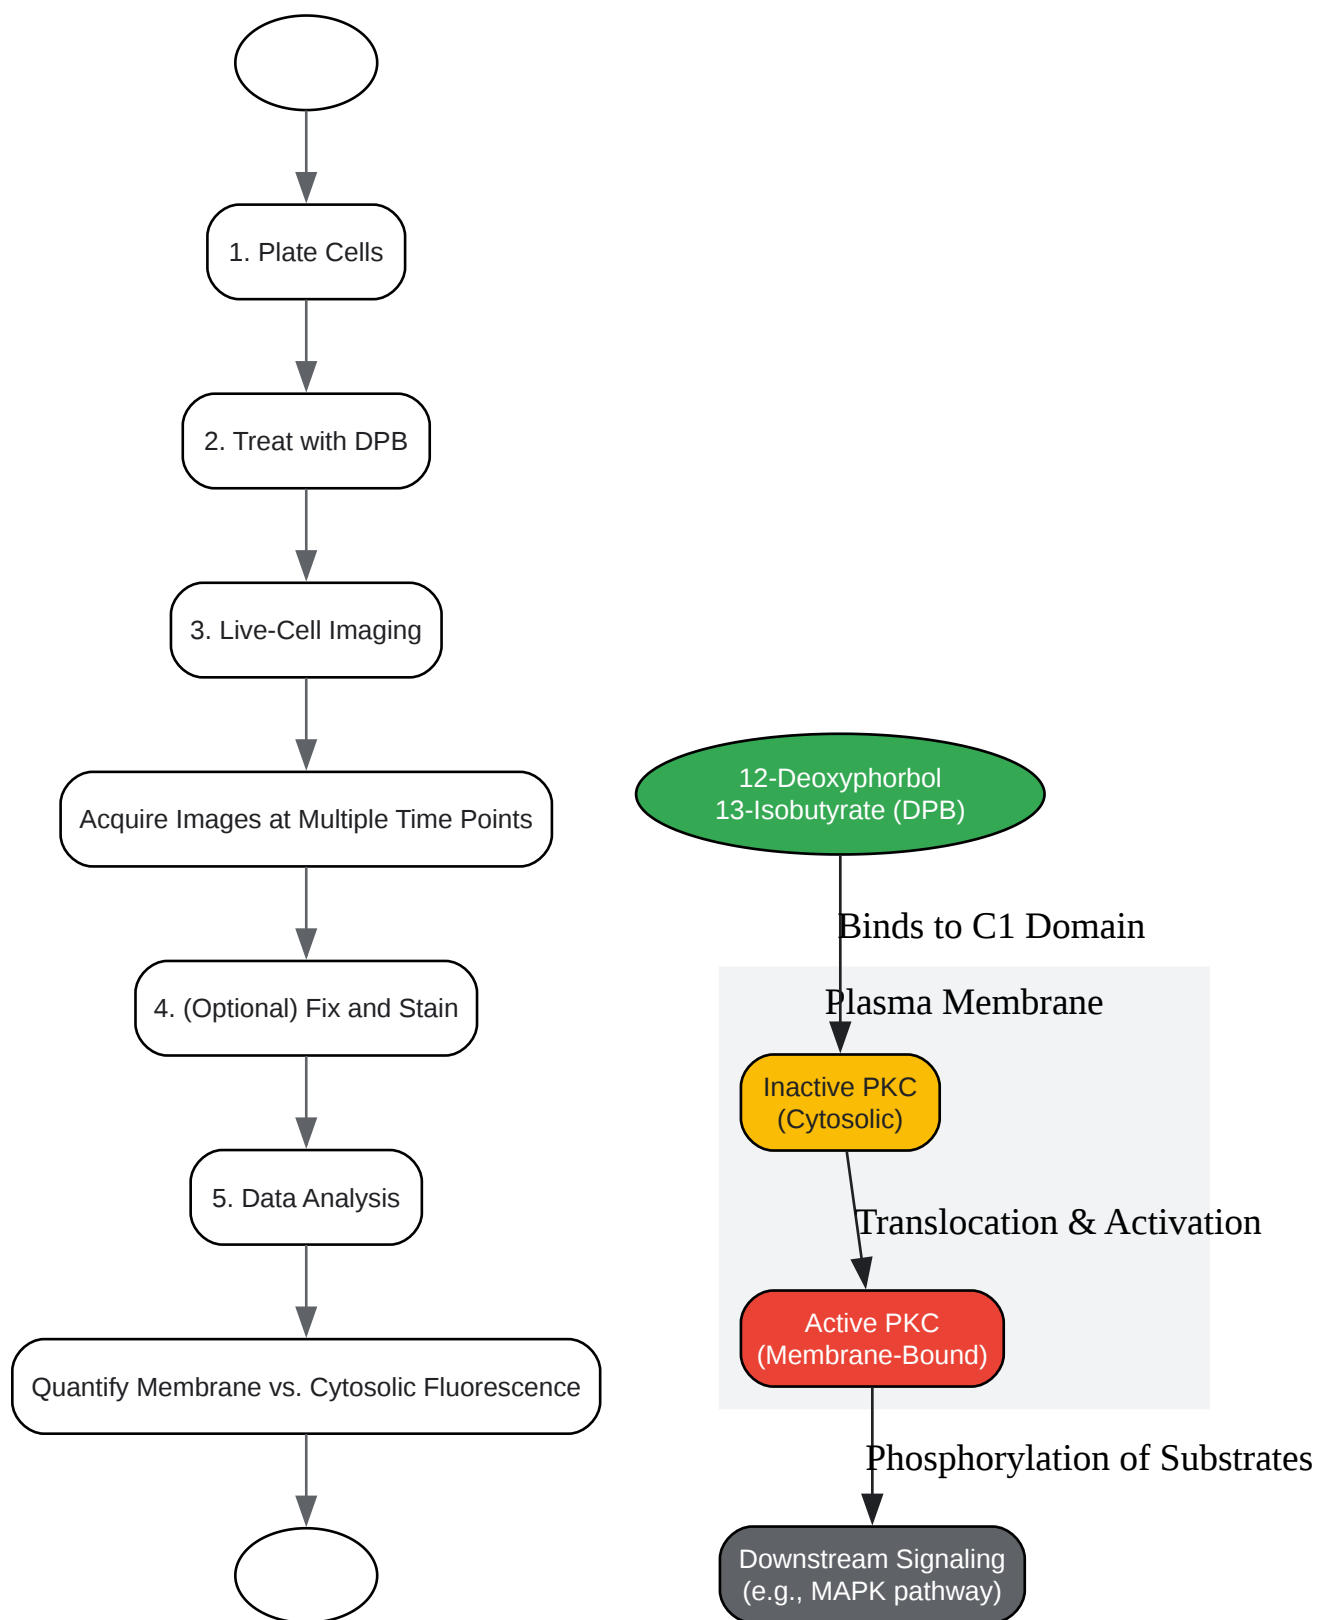 1. Plate Cells
2. Treat with DPB
3. Live-Cell Imaging
Acquire Images at Multiple Time Points
4. (Optional) Fix and Stain
5. Data Analysis
Quantify Membrane vs. Cytosolic Fluorescence
12-Deoxyphorbol
13-Isobutyrate (DPB)
Binds to C1 Domain
Plasma Membrane
Inactive PKC
(Cytosolic)
Translocation & Activation
Active PKC
(Membrane-Bound)
Phosphorylation of Substrates
Downstream Signaling
(e.g., MAPK pathway)